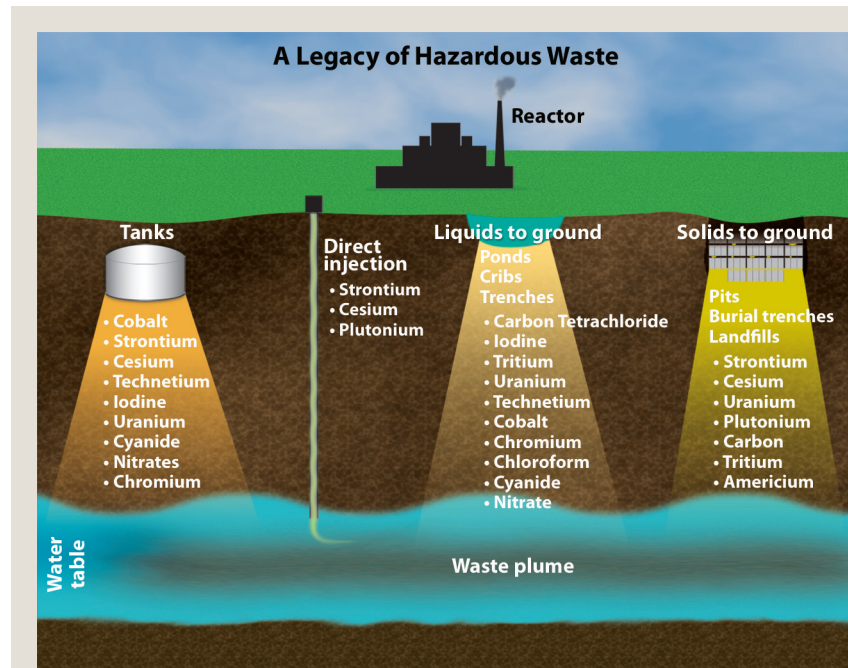 A Legacy of Hazardous Waste
Reactor
Tanks
• Cobalt
• Strontium
• Cesium
• Technetium
• Iodine
• Uranium
• Cyanide
• Nitrates
• Chromium
Direct
injection
• Strontium
• Cesium
• Plutonium
Liquids to ground
Ponds
Cribs
Trenches
• Carbon Tetrachloride
• Iodine
• Tritium
• Uranium
• Technetium
• Cobalt
• Chromium
• Chloroform
• Cyanide
• Nitrate
Solids to ground
Pits
Burial trenches
Landfills
• Strontium
• Cesium
• Uranium
• Plutonium
• Carbon
• Tritium
• Americium
Water
table
Waste plume